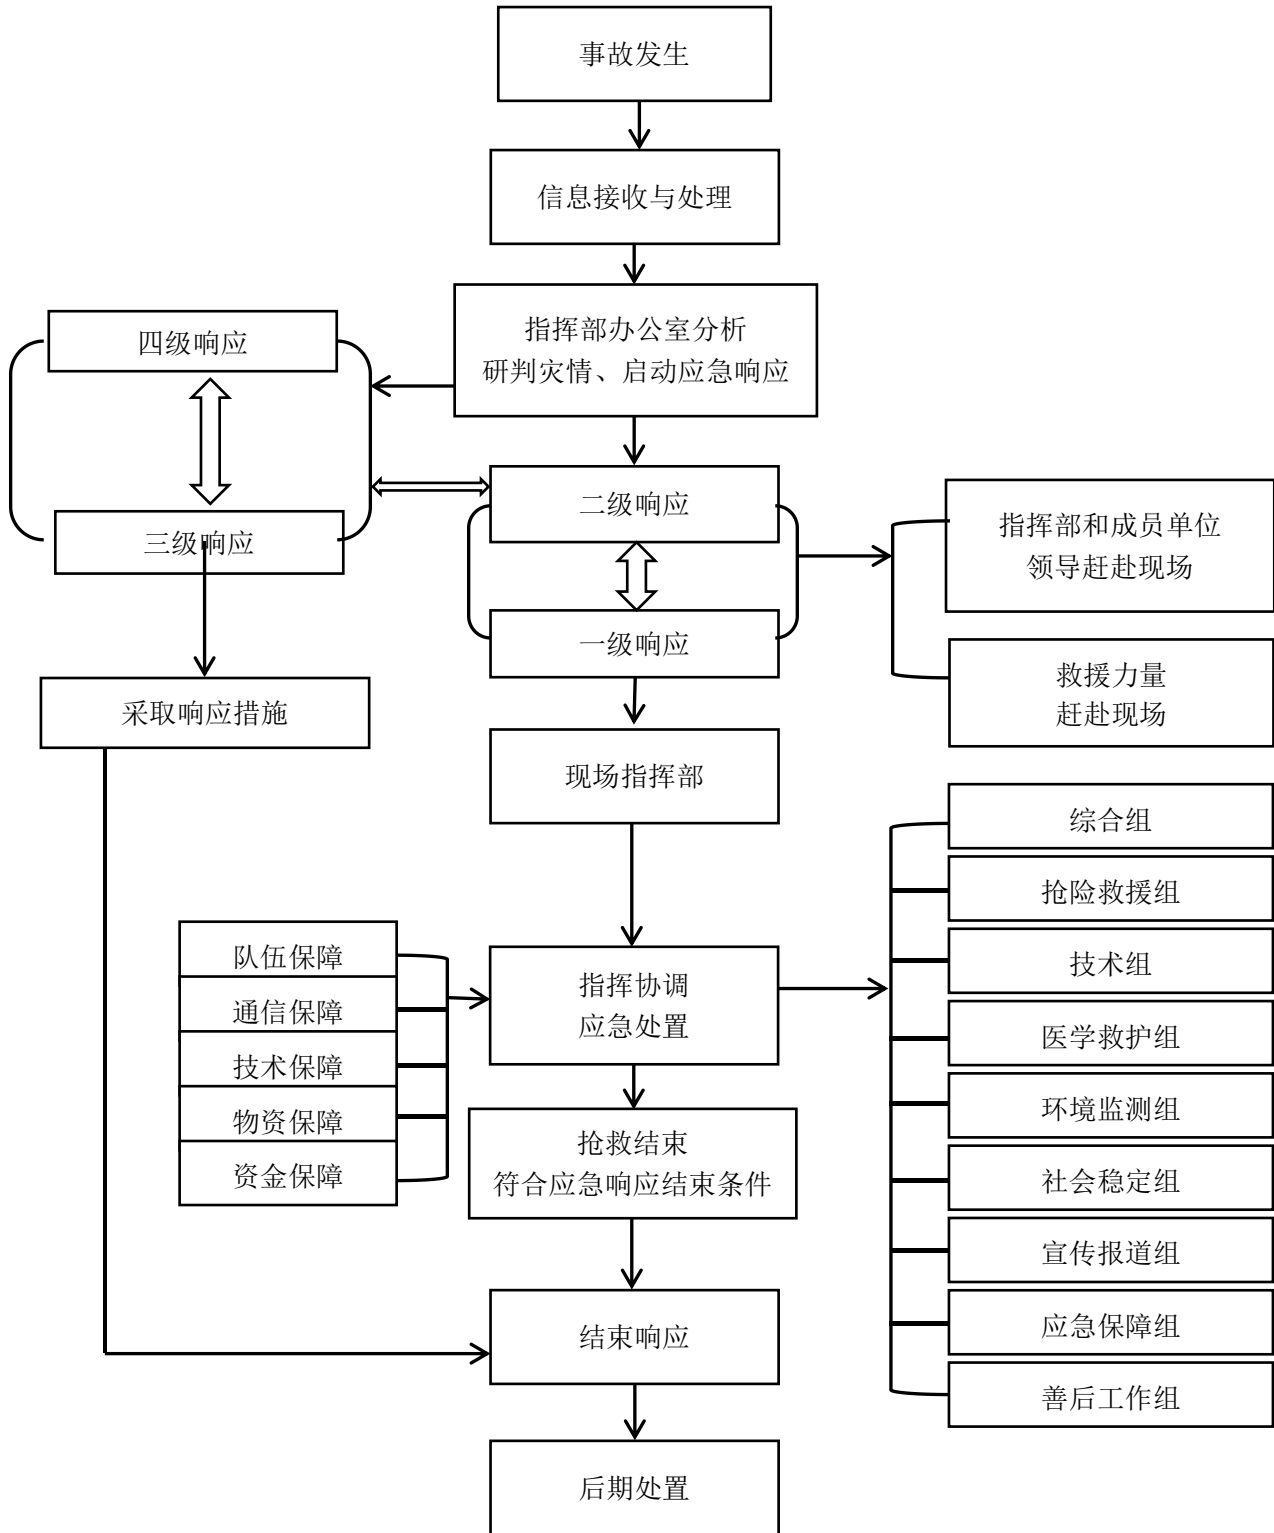 事故发生
信息接收与处理
指挥部办公室分析
研判灾情、启动应急响应
四级响应
三级响应
采取响应措施
二级响应
一级响应
指挥部和成员单位
领导赶赴现场
救援力量
赶赴现场
现场指挥部
队伍保障
通信保障
技术保障
物资保障
资金保障
指挥协调
应急处置
综合组
抢险救援组
技术组
医学救护组
环境监测组
社会稳定组
宣传报道组
应急保障组
善后工作组
抢救结束
符合应急响应结束条件
结束响应
后期处置